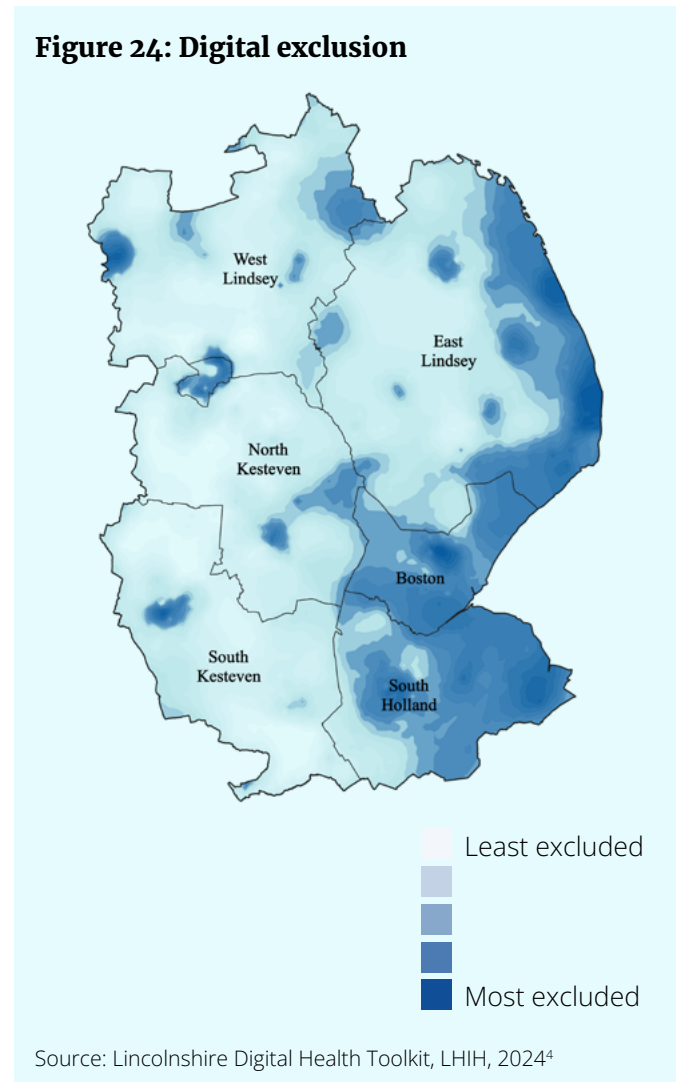 Figure 24: Digital exclusion
West
Lindsey
East
Lindsey
North
Kesteven
Boston
South
Kesteven
South
Holland
Least excluded
Most excluded
Source: Lincolnshire Digital Health Toolkit, LHIH, 2024⁴